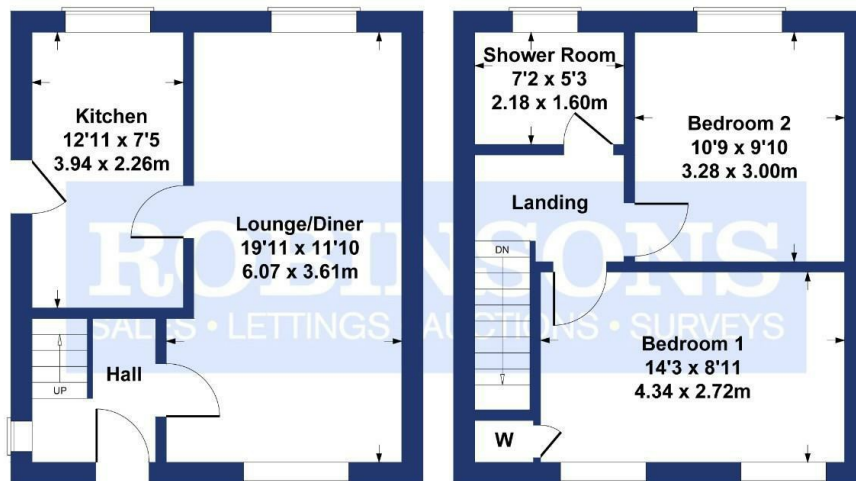 Kitchen
12'11 x 7'5
3.94 x 2.26m
Lounge/Diner
19'11 x 11'10
6.07 x 3.61m
Hall
UP
Shower Room
7'2 x 5'3
2.18 x 1.60m
Bedroom 2
10'9 x 9'10
3.28 x 3.00m
Landing
DN
Bedroom 1
14'3 x 8'11
4.34 x 2.72m
W
ROBINSONS
SALES • LETTINGS • AUCTIONS • SURVEYS